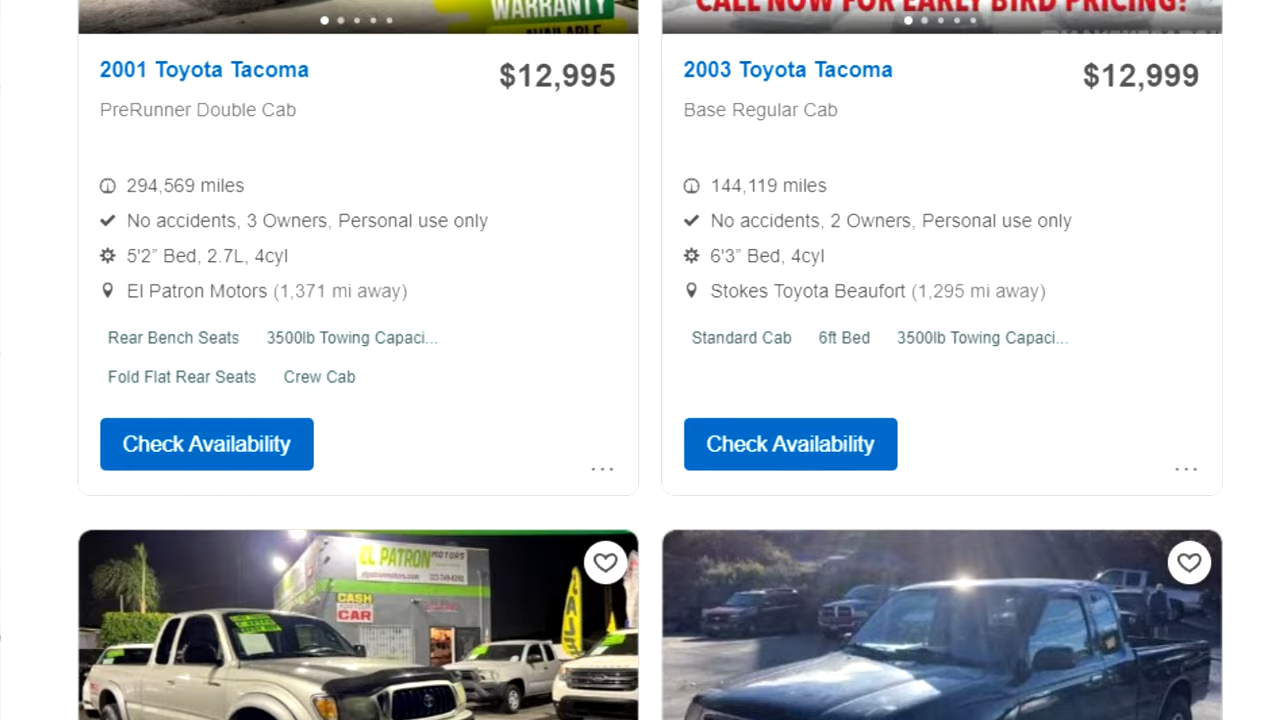 WARRANTY
AVAILABLE
CALL NOW FOR EARLY BIRD PRICING!
2001 Toyota Tacoma
$12,995
PreRunner Double Cab
294,569 miles
No accidents, 3 Owners, Personal use only
5'2” Bed, 2.7L, 4cyl
El Patron Motors (1,371 mi away)
Rear Bench Seats 3500lb Towing Capaci...
Fold Flat Rear Seats Crew Cab
Check Availability
...
2003 Toyota Tacoma
$12,999
Base Regular Cab
144,119 miles
No accidents, 2 Owners, Personal use only
6'3” Bed, 4cyl
Stokes Toyota Beaufort (1,295 mi away)
Standard Cab 6ft Bed 3500lb Towing Capaci...
Check Availability
...
EL PATRON MOTORS
CASH
CAR